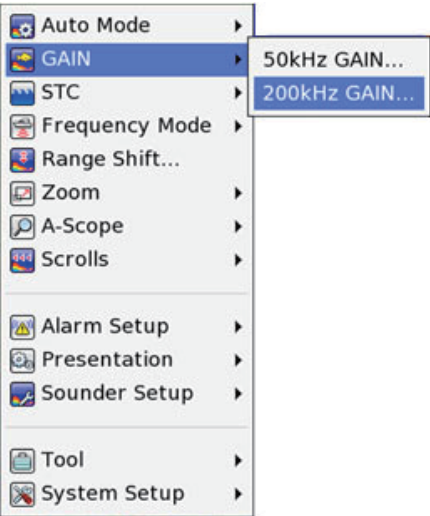 Auto Mode
GAIN
50kHz GAIN...
STC
200kHz GAIN...
Frequency Mode
Range Shift...
Zoom
A-Scope
Scrolls
Alarm Setup
Presentation
Sounder Setup
Tool
System Setup